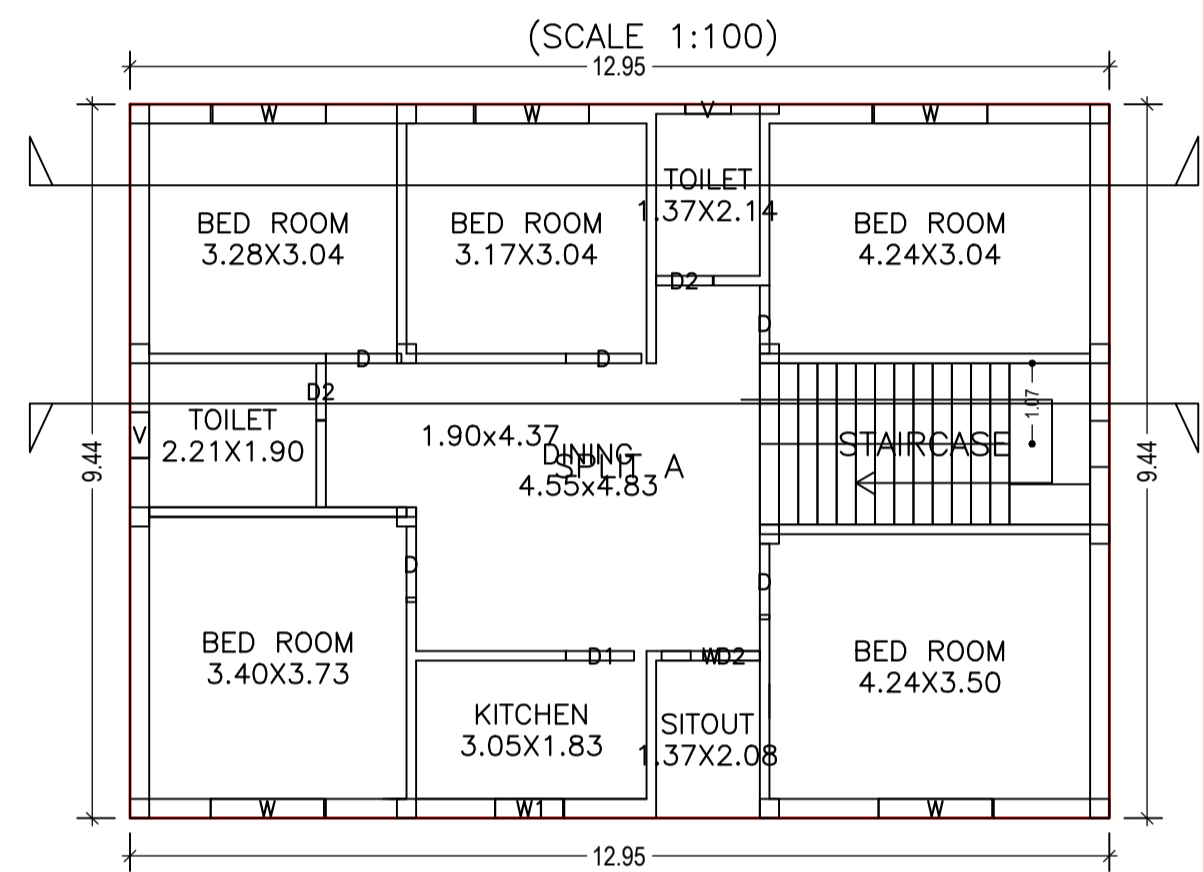 (SCALE 1:100)
12.95
W
W
V
W
TOILET
1.37X2.14
BED ROOM
3.28X3.04
BED ROOM
3.17X3.04
BED ROOM
4.24X3.04
D2
D
D
D
D2
1.07
TOILET
2.21X1.90
V
1.90x4.37
DINING
SPLIT A
4.55x4.83
STAIRCASE
9.44
9.44
D
D
BED ROOM
3.40X3.73
D1
W
D2
BED ROOM
4.24X3.50
KITCHEN
3.05X1.83
SITOUT
1.37X2.08
W
W1
W
12.95